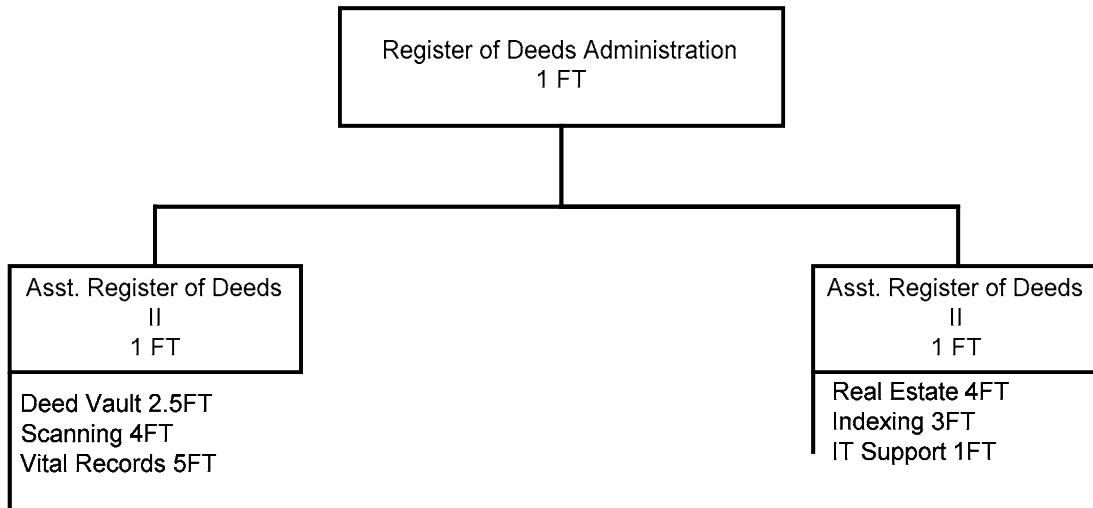 Register of Deeds Administration
1 FT
Asst. Register of Deeds
II
1 FT
Deed Vault 2.5FT
Scanning 4FT
Vital Records 5FT
Asst. Register of Deeds
II
1 FT
Real Estate 4FT
Indexing 3FT
IT Support 1FT